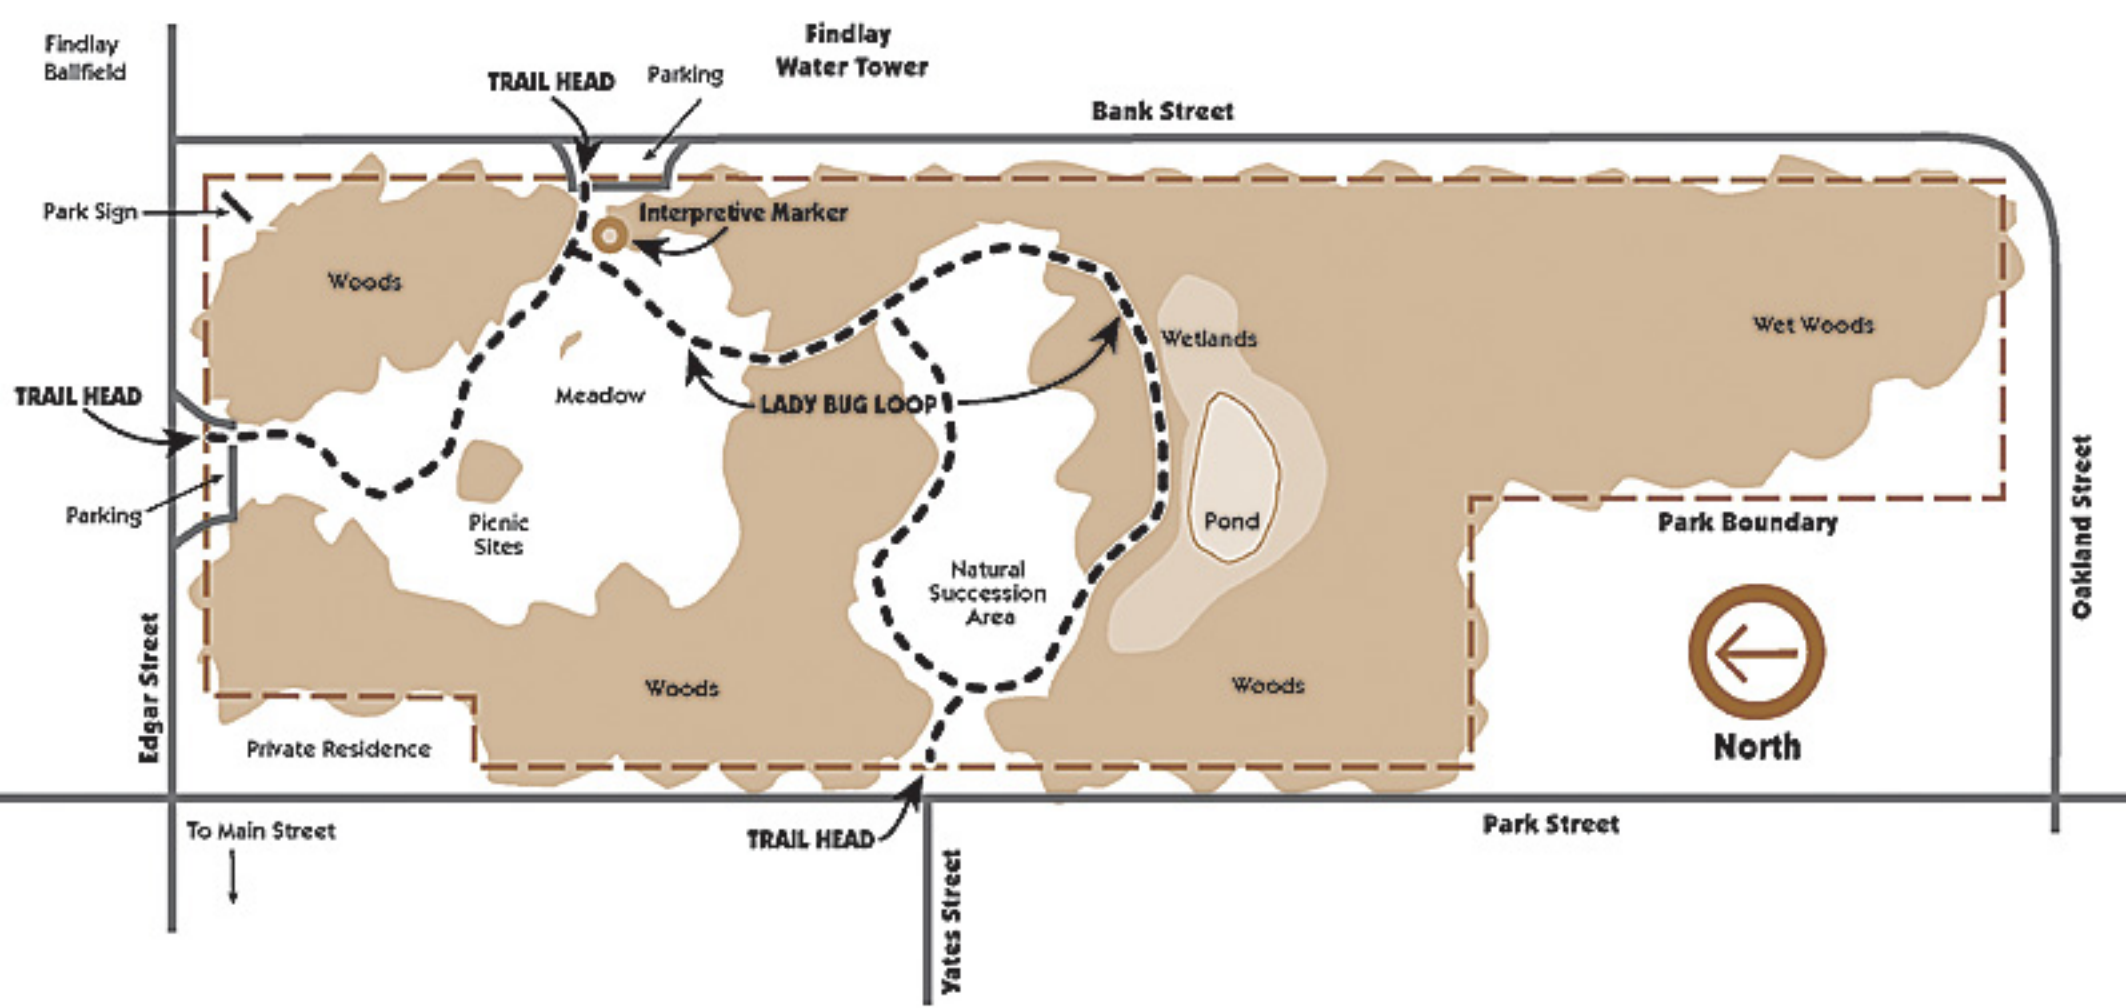 Findlay
Ballfield
Findlay
Water Tower
TRAIL HEAD
Parking
Bank Street
Park Sign
Interpretive Marker
Woods
Wetlands
Wet Woods
TRAIL HEAD
Meadow
LADY BUG LOOP
Parking
Picnic
Sites
Pond
Park Boundary
Oakland Street
Natural
Succession
Area
Edgar Street
Woods
Woods
Private Residence
North
To Main Street
TRAIL HEAD
Park Street
Yates Street